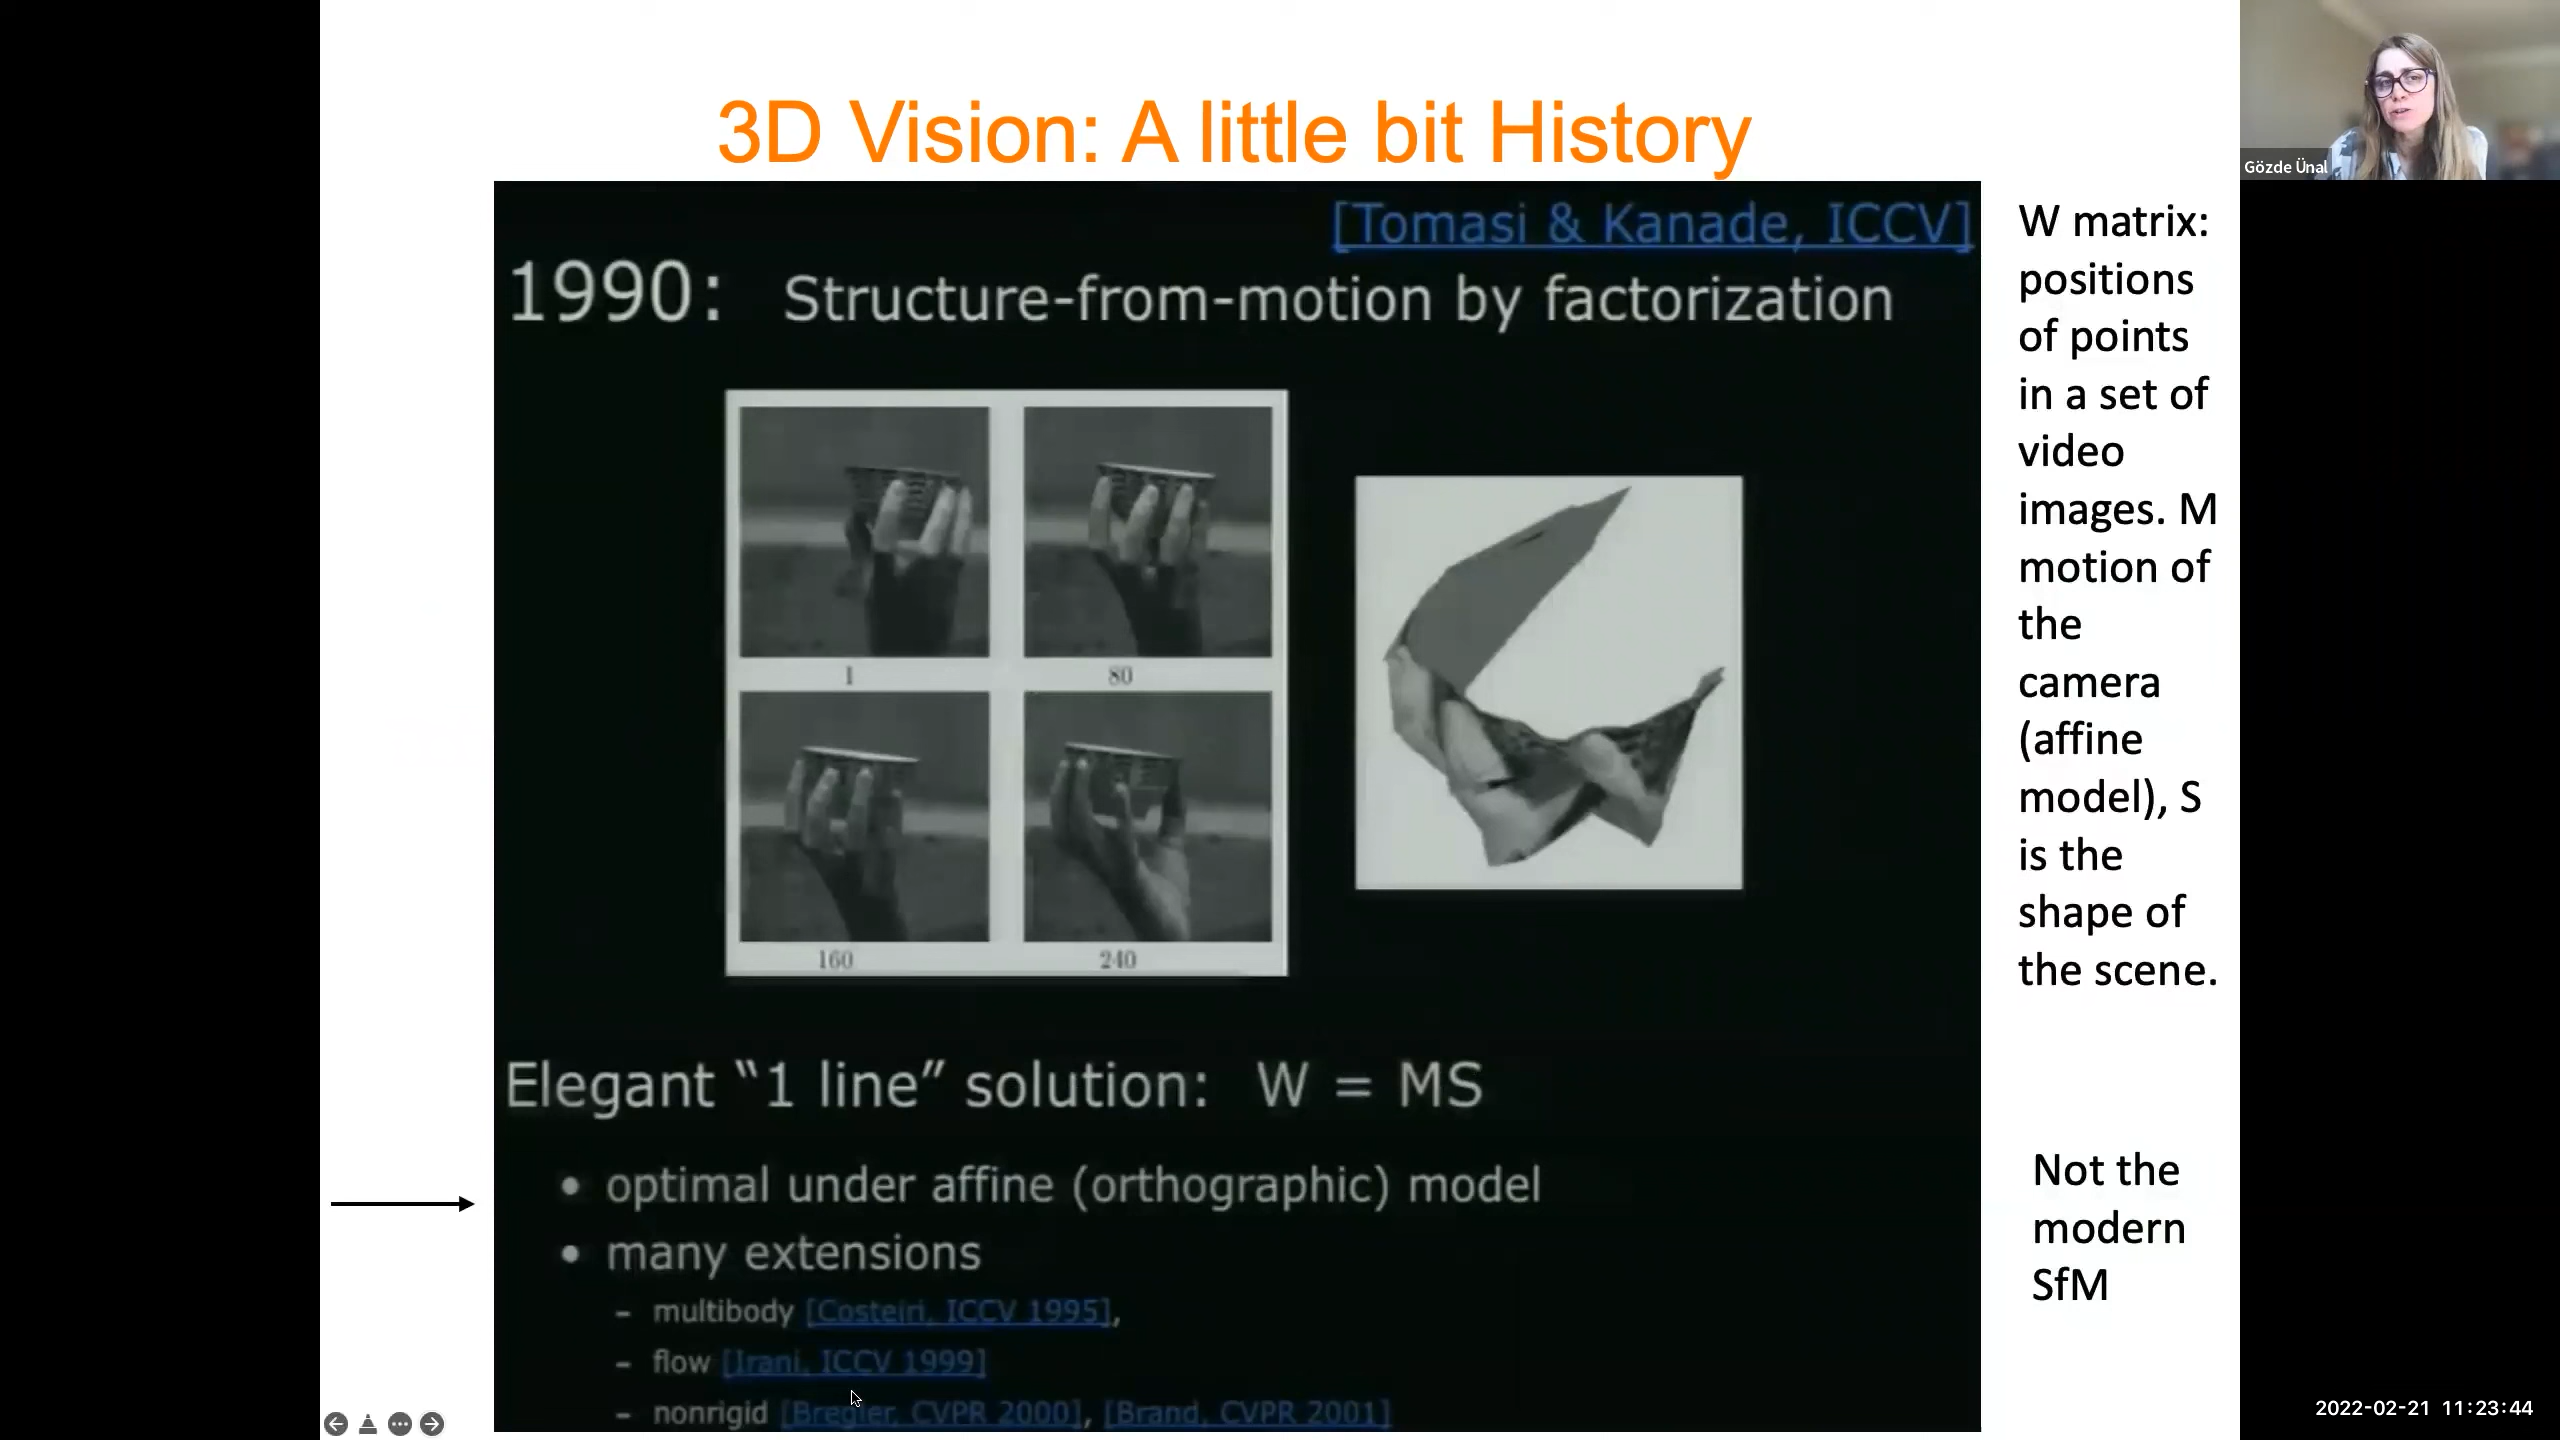 3D Vision: A little bit History
Gözde Ünal
[Tomasi & Kanade, ICCV]
1990: Structure-from-motion by factorization
1
80
160
240
Elegant “1 line” solution: W = MS
• optimal under affine (orthographic) model
• many extensions
– multibody [Costeiri, ICCV 1995],
– flow [Irani, ICCV 1999]
– nonrigid [Bregler, CVPR 2000], [Brand, CVPR 2001]
W matrix:
positions
of points
in a set of
video
images. M
motion of
the
camera
(affine
model), S
is the
shape of
the scene.
Not the
modern
SfM
2022-02-21 11:23:44